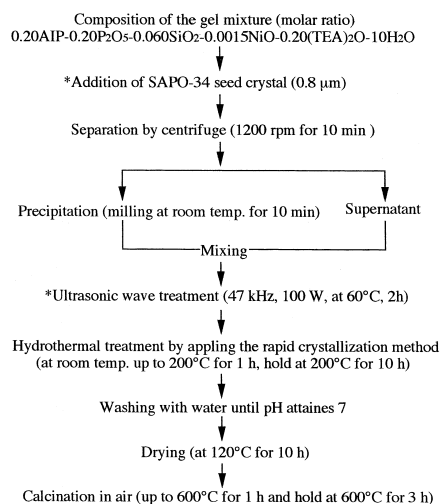 Composition of the gel mixture (molar ratio)
0.20AIP-0.20P2O5-0.060SiO2-0.0015NiO-0.20(TEA)2O-10H2O
*Addition of SAPO-34 seed crystal (0.8 μm)
Separation by centrifuge (1200 rpm for 10 min )
Precipitation (milling at room temp. for 10 min) Supernatant
Mixing
*Ultrasonic wave treatment (47 kHz, 100 W, at 60°C, 2h)
Hydrothermal treatment by appling the rapid crystallization method
(at room temp. up to 200°C for 1 h, hold at 200°C for 10 h)
Washing with water until pH attaines 7
Drying (at 120°C for 10 h)
Calcination in air (up to 600°C for 1 h and hold at 600°C for 3 h)